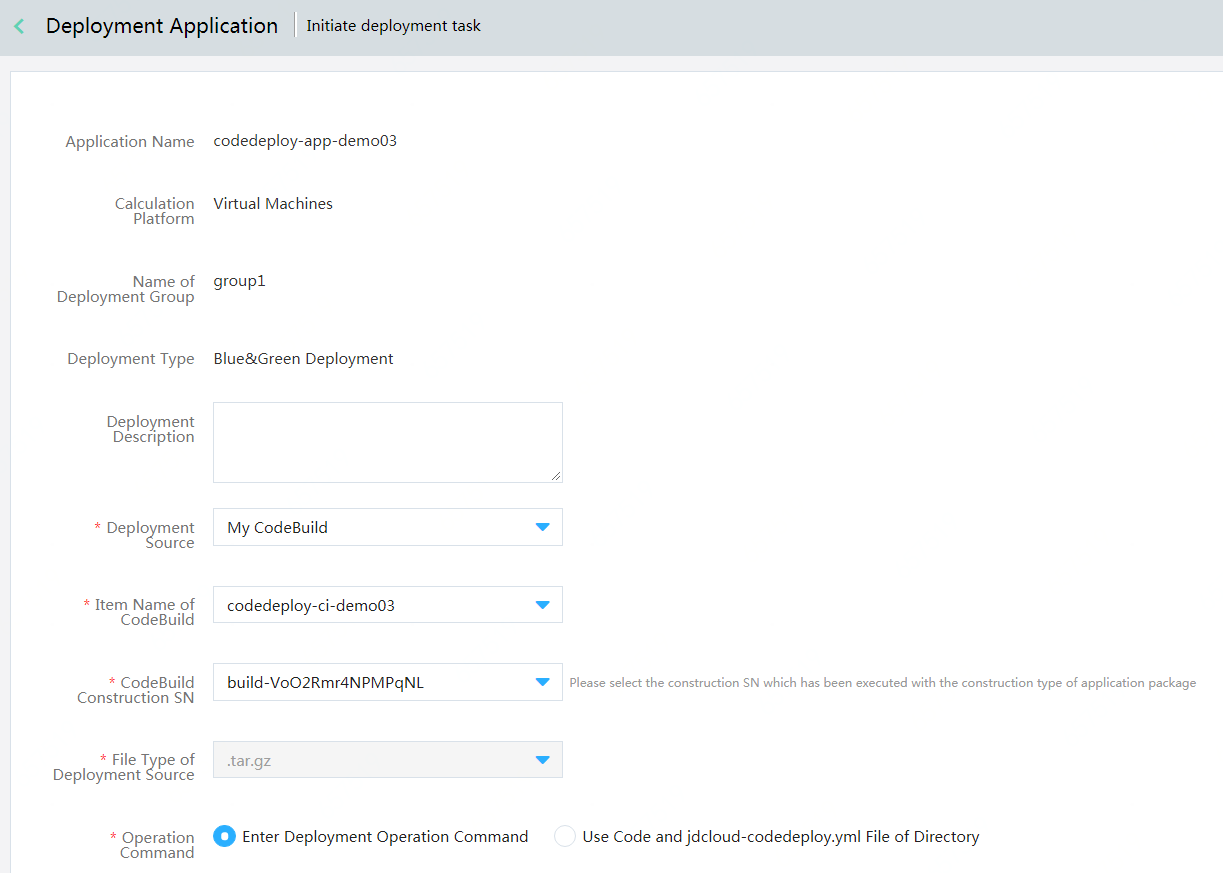 Deployment Application
Initiate deployment task
Application Name
codedeploy-app-demo03
Calculation
Platform
Virtual Machines
Name of
Deployment Group
group1
Deployment Type
Blue&Green Deployment
Deployment
Description
* Deployment
Source
My CodeBuild
* Item Name of
CodeBuild
codedeploy-ci-demo03
* CodeBuild
Construction SN
build-VoO2Rmr4NPMPqNL
Please select the construction SN which has been executed with the construction type of application package
* File Type of
Deployment Source
.tar.gz
* Operation
Command
Enter Deployment Operation Command
Use Code and jdcloud-codedeploy.yml File of Directory